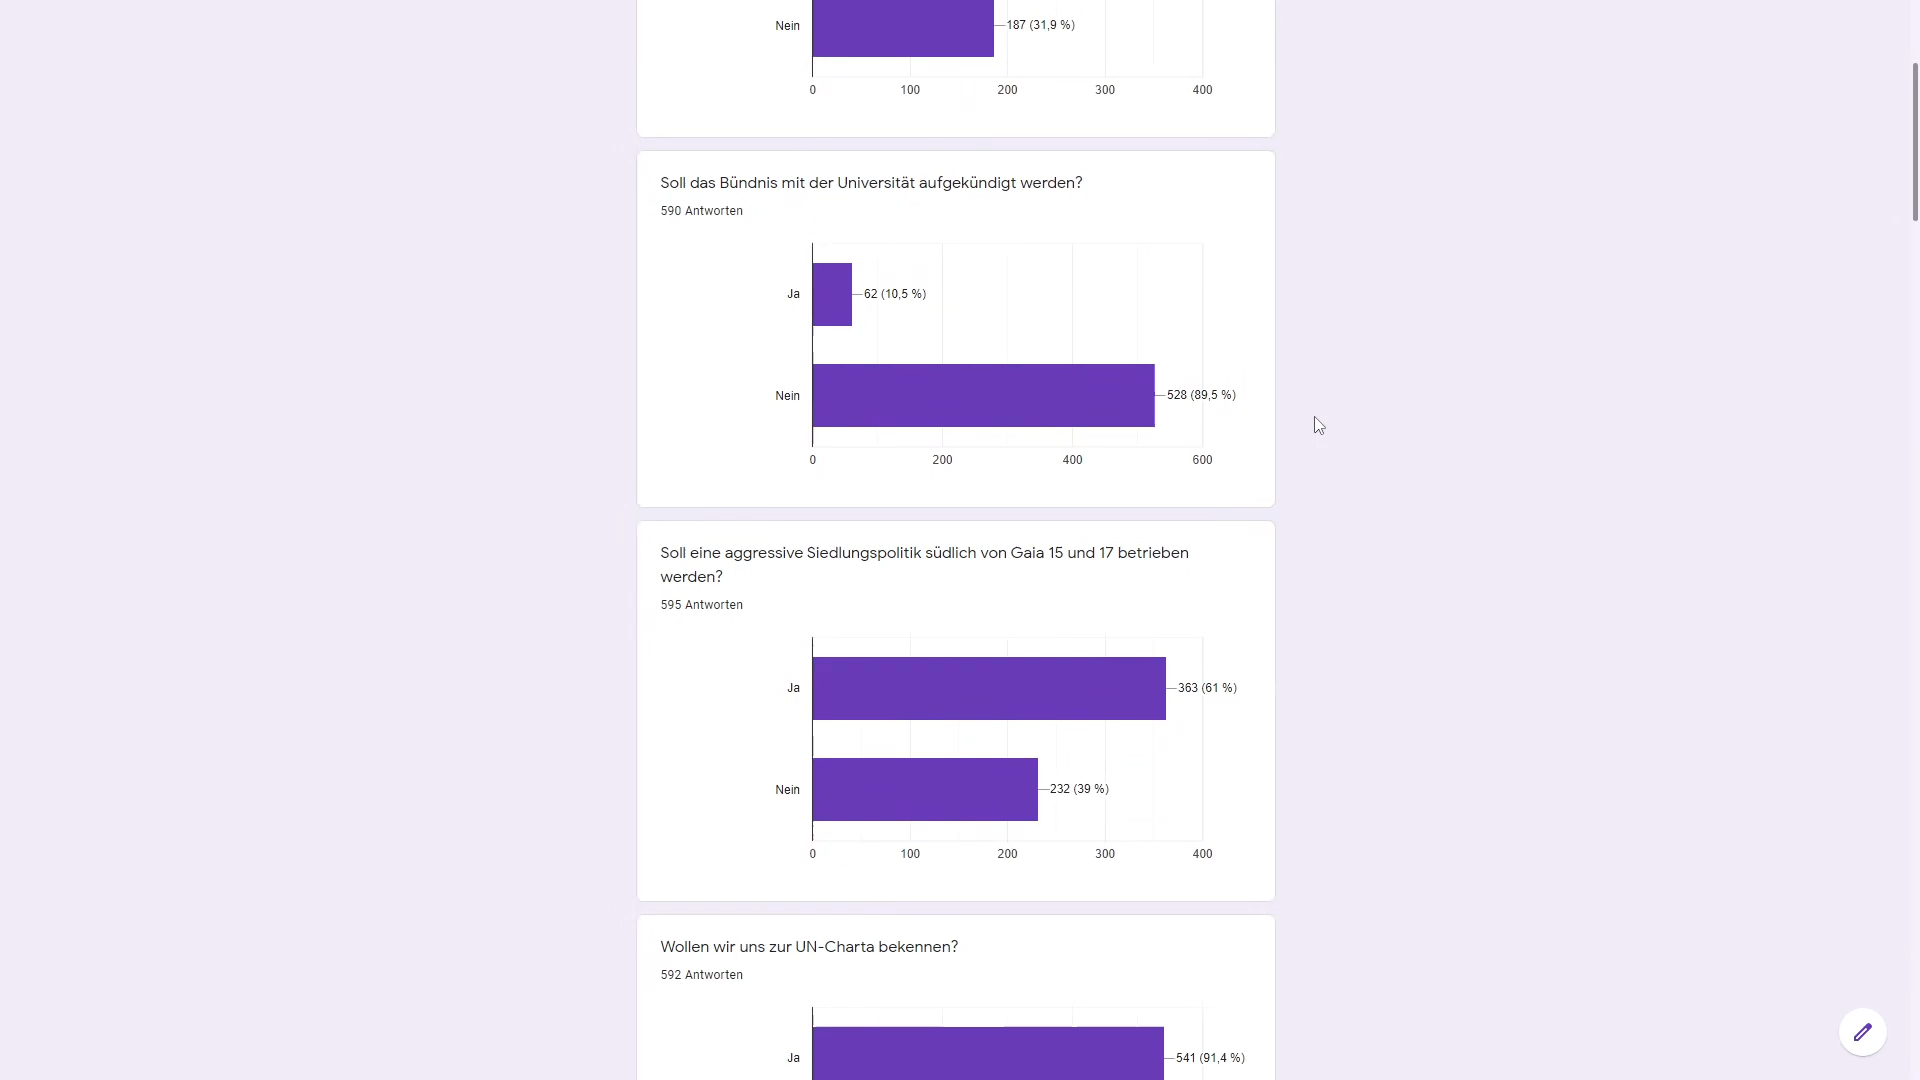 Nein
187 (31,9 %)
0 100 200 300 400
Soll das Bündnis mit der Universität aufgekündigt werden?
590 Antworten
Ja
62 (10,5 %)
Nein
528 (89,5 %)
0 200 400 600
Soll eine aggressive Siedlungspolitik südlich von Gaia 15 und 17 betrieben
werden?
595 Antworten
Ja
363 (61 %)
Nein
232 (39 %)
0 100 200 300 400
Wollen wir uns zur UN-Charta bekennen?
592 Antworten
Ja
541 (91,4 %)